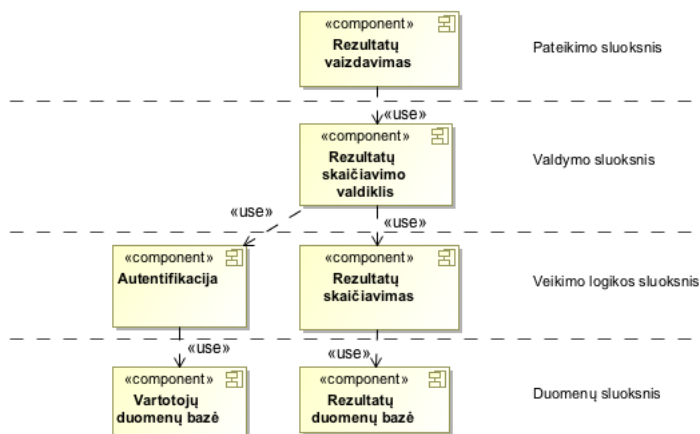 «component»
Rezultatų
vaizdavimas
Pateikimo sluoksnis
«use»
«component»
Rezultatų
skaičiavimo
valdiklis
Valdymo sluoksnis
«use»
«use»
«component»
Autentifikacija
«component»
Rezultatų
skaičiavimas
Veikimo logikos sluoksnis
«use»
«use»
«component»
Vartotojų
duomenų bazė
«component»
Rezultatų
duomenų bazė
Duomenų sluoksnis